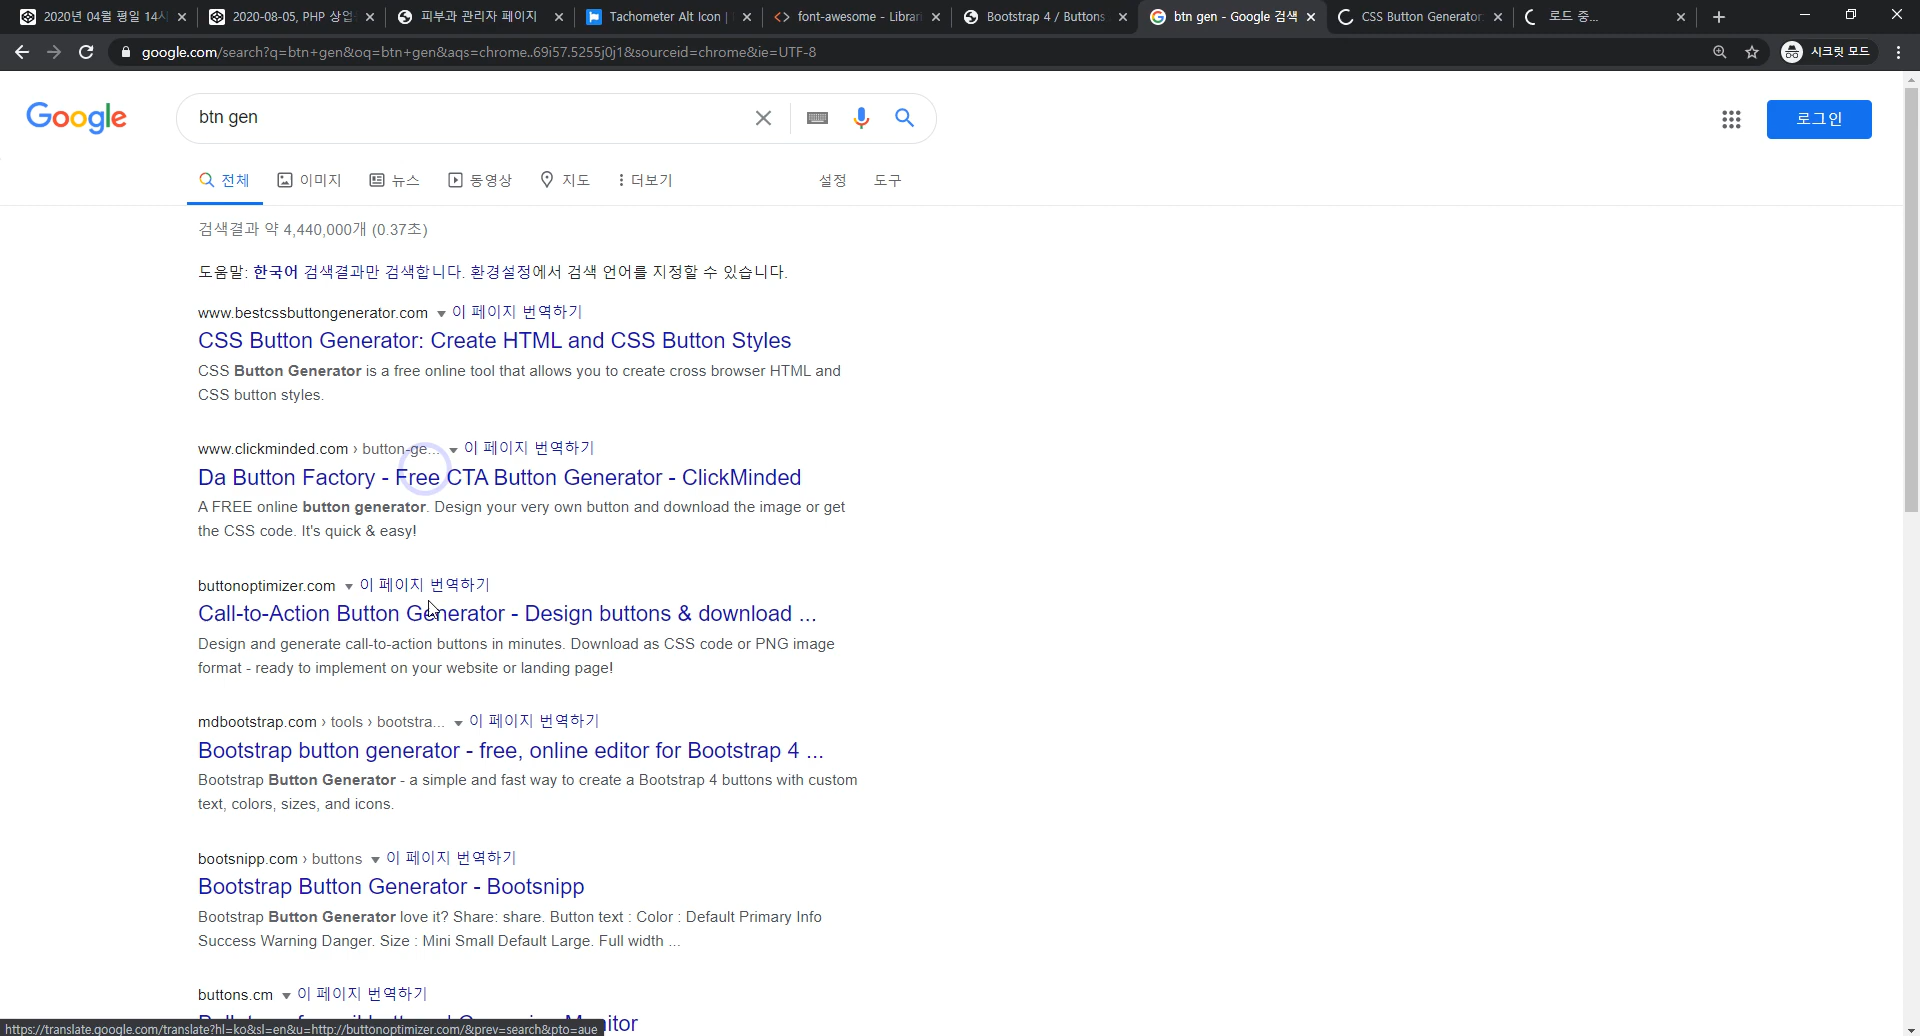 2020년 04월 평일 14시
2020-08-05, PHP 상업
피부과 관리자 페이지
Tachometer Alt Icon |
font-awesome - Librari
Bootstrap 4 / Buttons
btn gen - Google 검색
CSS Button Generator:
로드 중...
google.com/search?q=btn+gen&oq=btn+gen&aqs=chrome..69i57.5255j0j1&sourceid=chrome&ie=UTF-8
시크릿 모드
Google
btn gen
로그인
전체
이미지
뉴스
동영상
지도
더보기
설정
도구
검색결과 약 4,440,000개 (0.37초)
도움말: 한국어 검색결과만 검색합니다. 환경설정에서 검색 언어를 지정할 수 있습니다.
www.bestcssbuttongenerator.com 이 페이지 번역하기
CSS Button Generator: Create HTML and CSS Button Styles
CSS Button Generator is a free online tool that allows you to create cross browser HTML and
CSS button styles.
www.clickminded.com › button-ge... 이 페이지 번역하기
Da Button Factory - Free CTA Button Generator - ClickMinded
A FREE online button generator. Design your very own button and download the image or get
the CSS code. It's quick & easy!
buttonoptimizer.com 이 페이지 번역하기
Call-to-Action Button Generator - Design buttons & download ...
Design and generate call-to-action buttons in minutes. Download as CSS code or PNG image
format - ready to implement on your website or landing page!
mdbootstrap.com › tools › bootstra... 이 페이지 번역하기
Bootstrap button generator - free, online editor for Bootstrap 4 ...
Bootstrap Button Generator - a simple and fast way to create a Bootstrap 4 buttons with custom
text, colors, sizes, and icons.
bootsnipp.com › buttons 이 페이지 번역하기
Bootstrap Button Generator - Bootsnipp
Bootstrap Button Generator love it? Share: share. Button text : Color : Default Primary Info
Success Warning Danger. Size : Mini Small Default Large. Full width ...
buttons.cm 이 페이지 번역하기
https://translate.google.com/translate?hl=ko&sl=en&u=http://buttonoptimizer.com/&prev=search&pto=aue